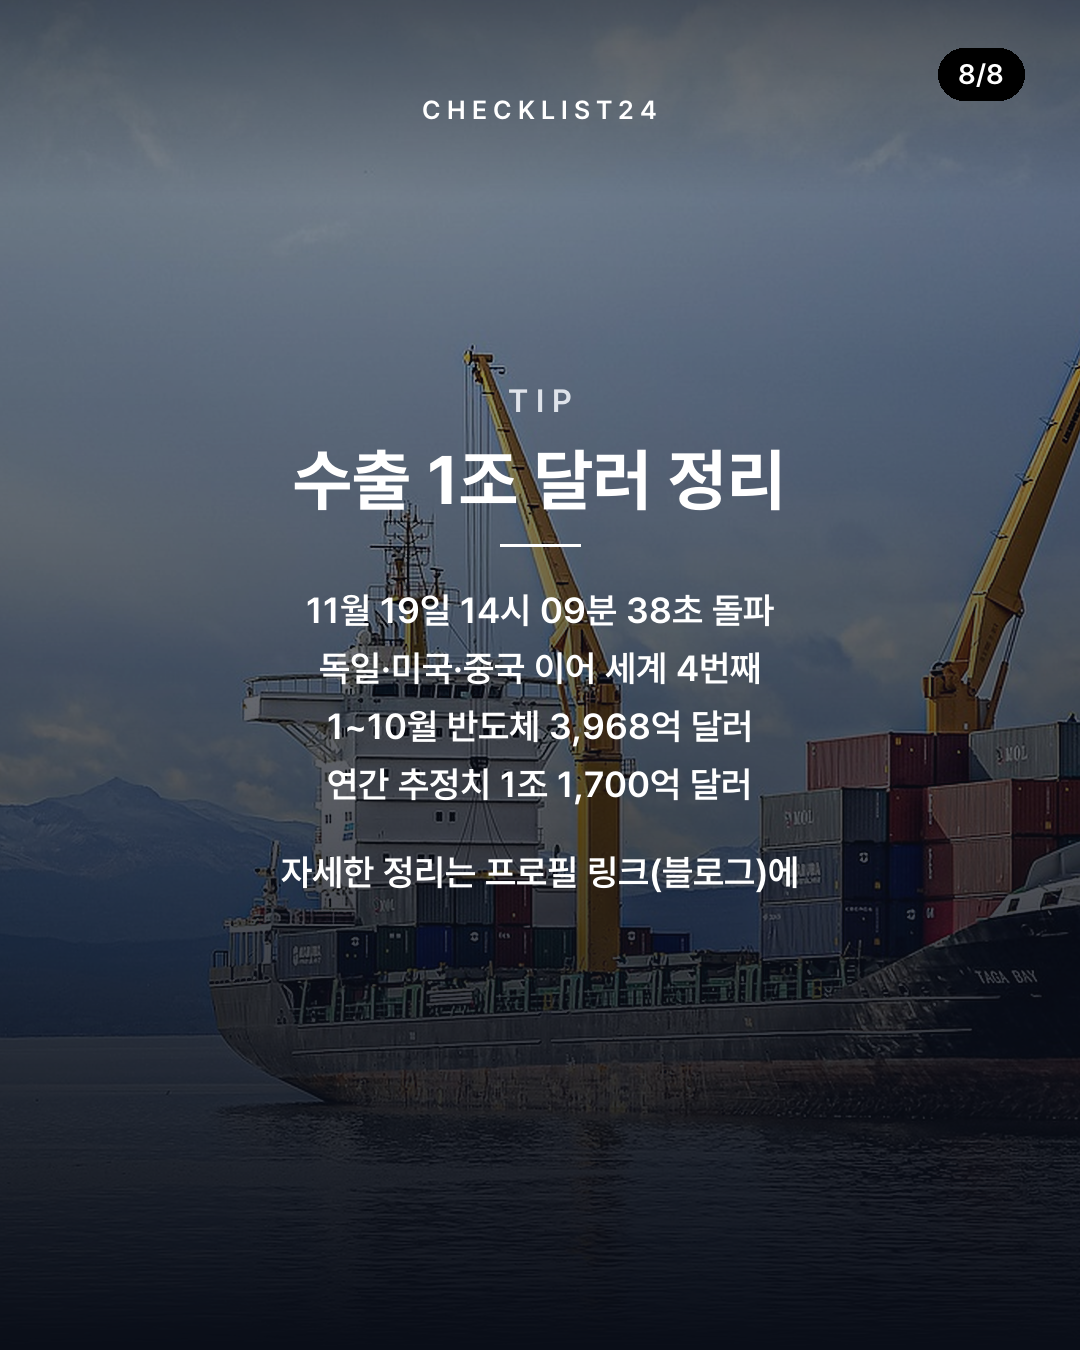 8/8
CHECKLIST24
TIP
수출 1조 달러 정리
11월 19일 14시 09분 38초 돌파
독일·미국·중국 이어 세계 4번째
1~10월 반도체 3,968억 달러
연간 추정치 1조 1,700억 달러
자세한 정리는 프로필 링크(블로그)에
MOL
MOL
TAGA BAY